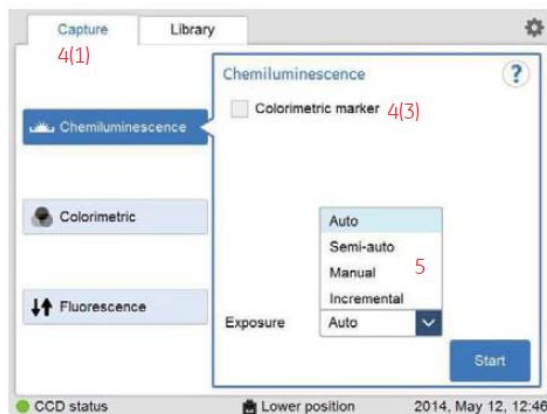 Capture
Library
4(1)
Chemiluminescence
?
Colorimetric marker 4(3)
Chemiluminescence
Colorimetric
Fluorescence
Auto
Semi-auto
Manual
Incremental
5
Exposure Auto
Start
CCD status Lower position 2014, May 12, 12:46